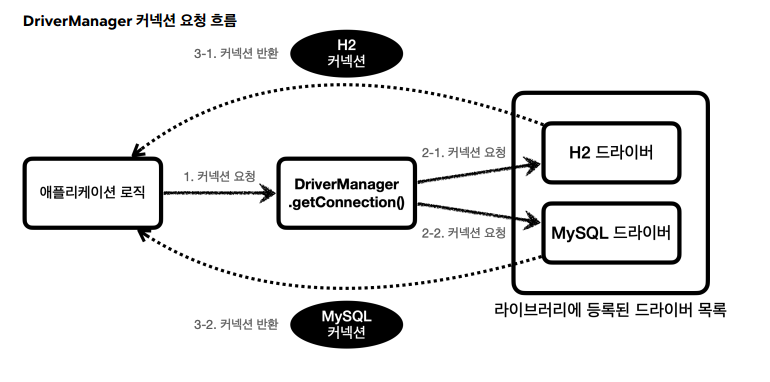 DriverManager 커넥션 요청 흐름
H2
커넥션
3-1. 커넥션 반환
애플리케이션 로직
1. 커넥션 요청
DriverManager
.getConnection()
2-1. 커넥션 요청
H2 드라이버
2-2. 커넥션 요청
MySQL 드라이버
라이브러리에 등록된 드라이버 목록
3-2. 커넥션 반환
MySQL
커넥션